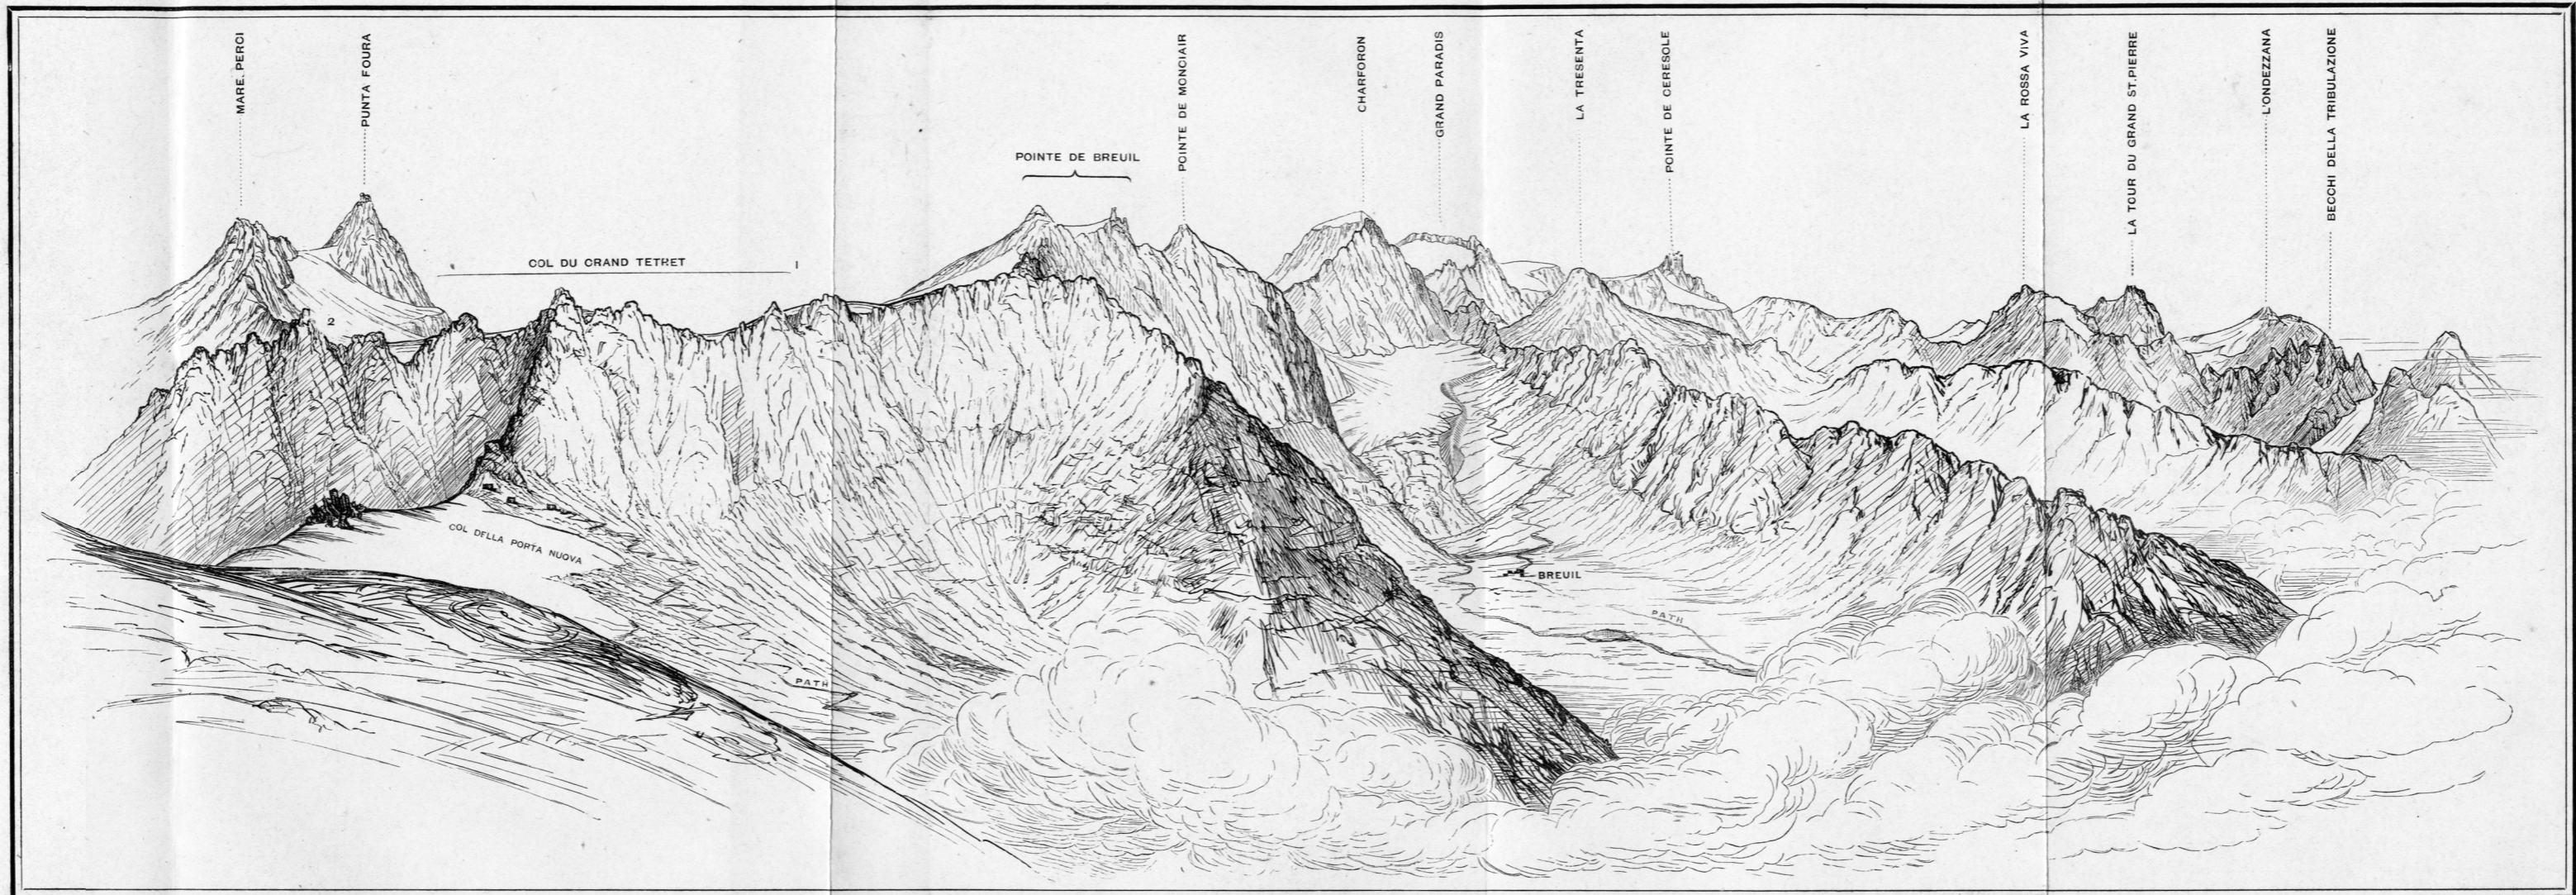 MARE. PERCI
PUNTA FOURA
POINTE DE BREUIL
POINTE DE MONCIAIR
CHARFORON
GRAND PARADIS
LA TRESENTA
POINTE DE CERESOLE
LA ROSSA VIVA
LA TOUR DU GRAND ST. PIERRE
L'ONDEZZANA
BECCHI DELLA TRIBULAZIONE
COL DU GRAND TETRET
1
2
COL DELLA PORTA NUOVA
BREUIL
PATH
PATH